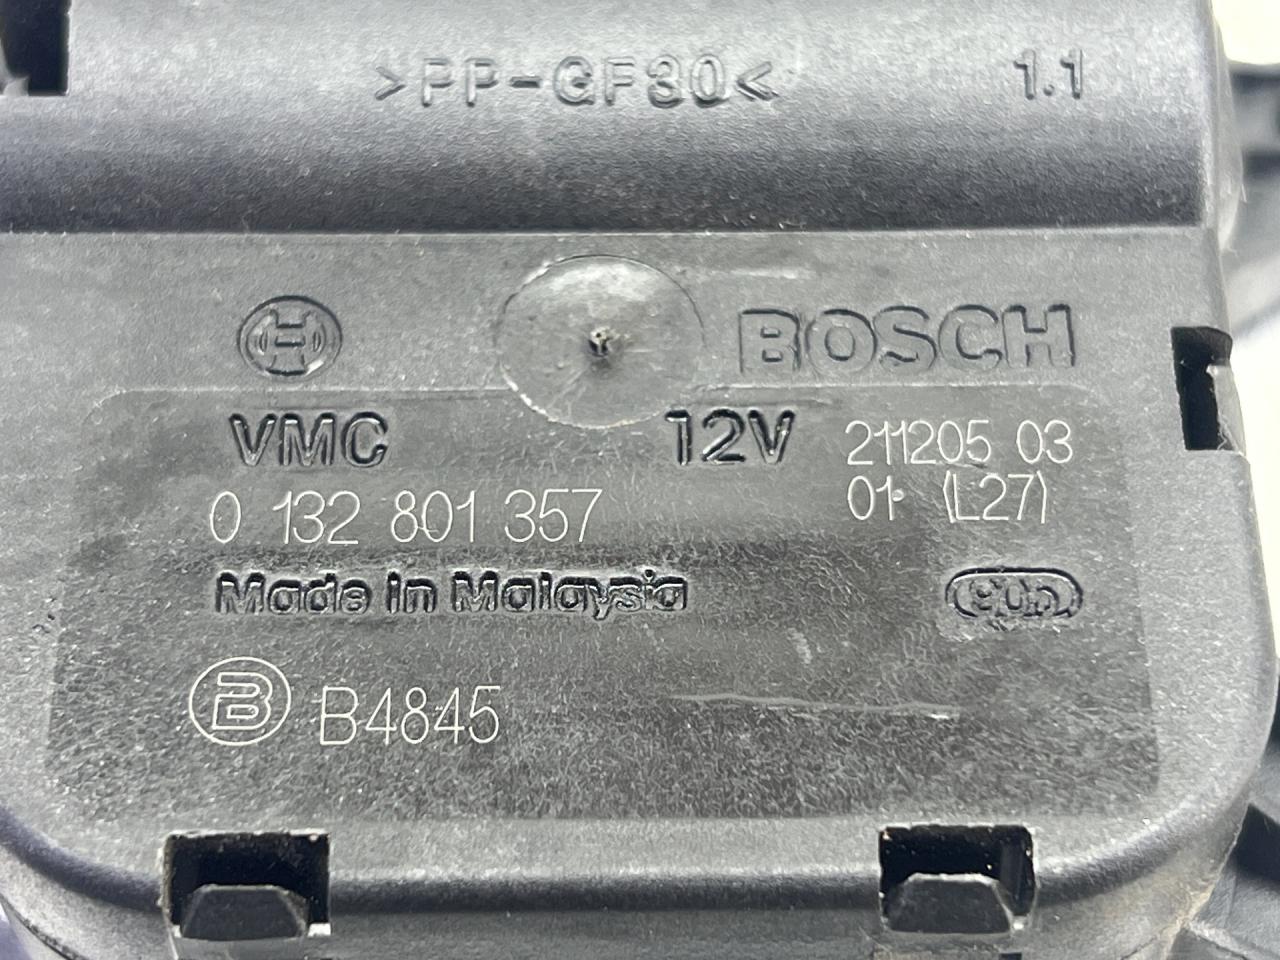 >PP-GF30< 1.1
BOSCH
VMC 12V 211205 03
0 132 801 357 01 (L27)
Made in Malaysia
B B4845